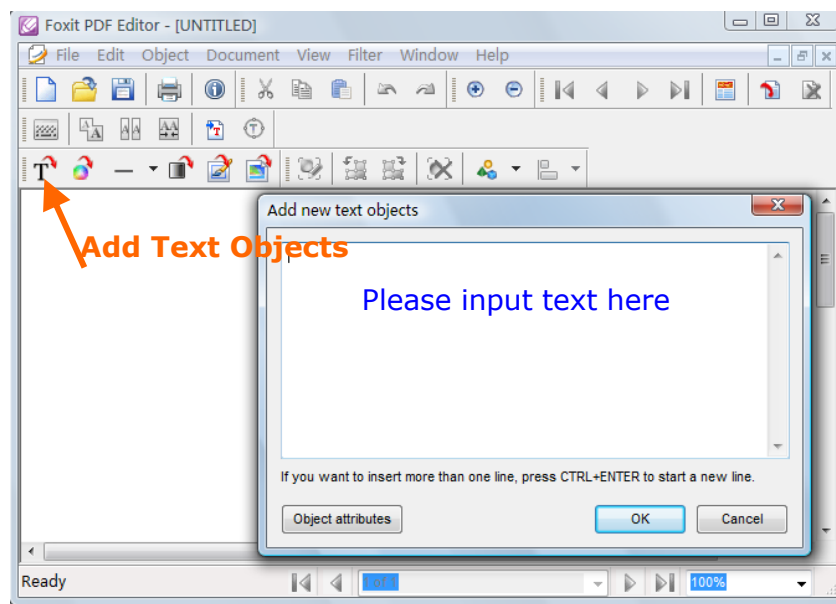 Foxit PDF Editor - [UNTITLED]
File Edit Object Document View Filter Window Help
Add new text objects
Add Text Objects
Please input text here
If you want to insert more than one line, press CTRL+ENTER to start a new line.
Object attributes OK Cancel
Ready 1 of 1 100%